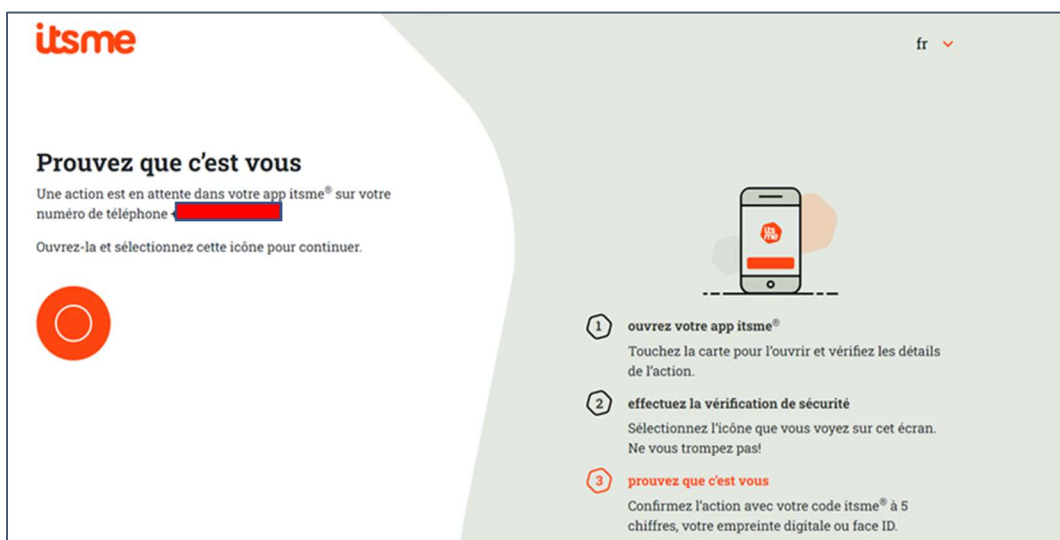 itsme
fr
Prouvez que c'est vous
Une action est en attente dans votre app itsme® sur votre
numéro de téléphone
Ouvrez-la et sélectionnez cette icône pour continuer.
its
me
1 ouvrez votre app itsme®
Touchez la carte pour l'ouvrir et vérifiez les détails
de l'action.
2 effectuez la vérification de sécurité
Sélectionnez l'icône que vous voyez sur cet écran.
Ne vous trompez pas!
3 prouvez que c'est vous
Confirmez l'action avec votre code itsme® à 5
chiffres, votre empreinte digitale ou face ID.